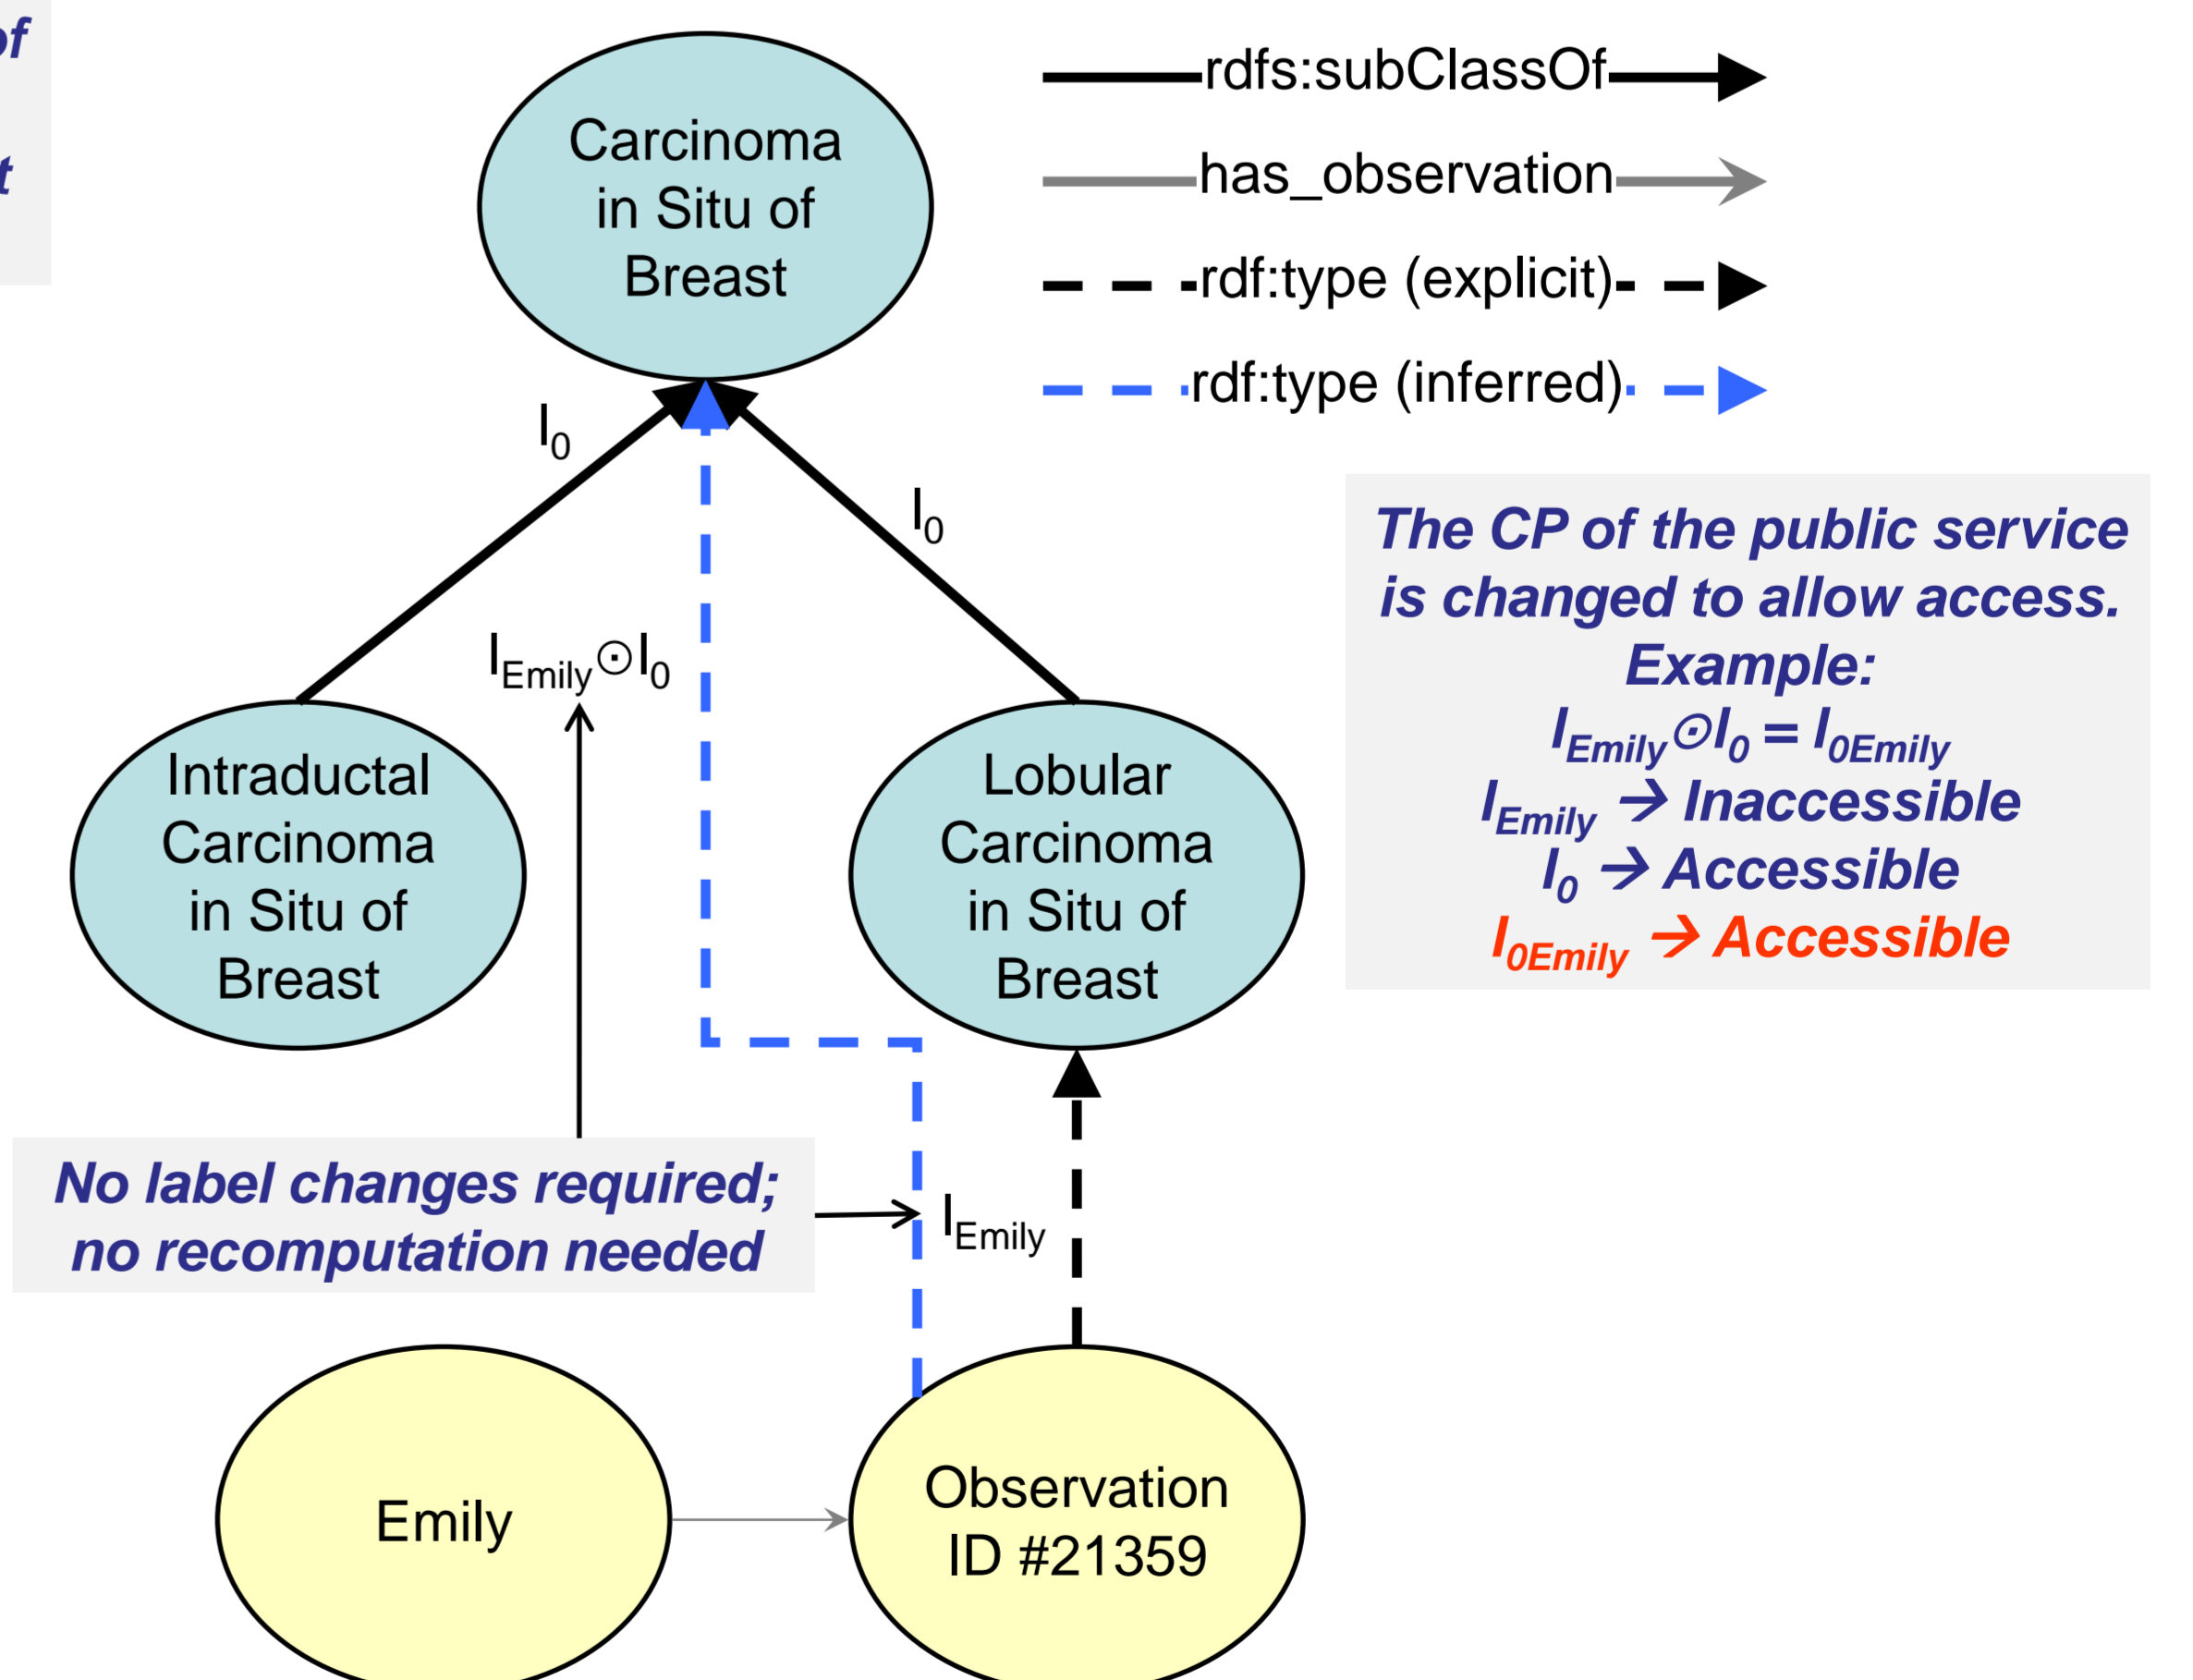 of
t
Carcinoma
in Situ of
Breast
rdfs:subClassOf
has_observation
rdf:type (explicit)
rdf:type (inferred)
l0
l0
lEmily⊙l0
The CP of the public service
is changed to allow access.
Example:
lEmily⊙l0 = l0Emily
lEmily → Inaccessible
l0 → Accessible
l0Emily → Accessible
Intraductal
Carcinoma
in Situ of
Breast
Lobular
Carcinoma
in Situ of
Breast
No label changes required;
no recomputation needed
lEmily
Emily
Observation
ID #21359